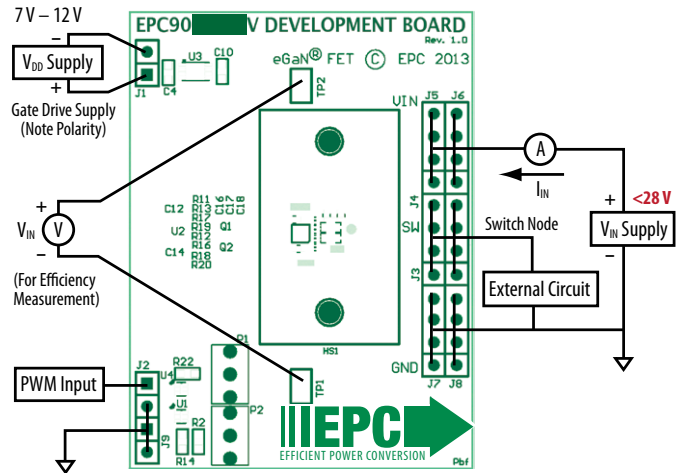 7 V – 12 V
EPC90 V DEVELOPMENT BOARD
Rev. 1.0
eGaN® FET © EPC 2013
–
VDD Supply
+
Gate Drive Supply
(Note Polarity)
J1
C4
U3
C10
TP2
VIN
J5 J6
A
IIN
+
<28 V
VIN Supply
–
J4
SW
Switch Node
J3
External Circuit
+
VIN
V
–
(For Efficiency
Measurement)
R11
C12 R13
R17
U2 R19
R12
C14 R16
R18
R20
C16
C17
C18
Q1
Q2
HS1
GND
J7 J8
J2
PWM Input
U4
R22
P1
U1
J9
R2
R14
P2
TP1
EPC
EFFICIENT POWER CONVERSION
Pbf